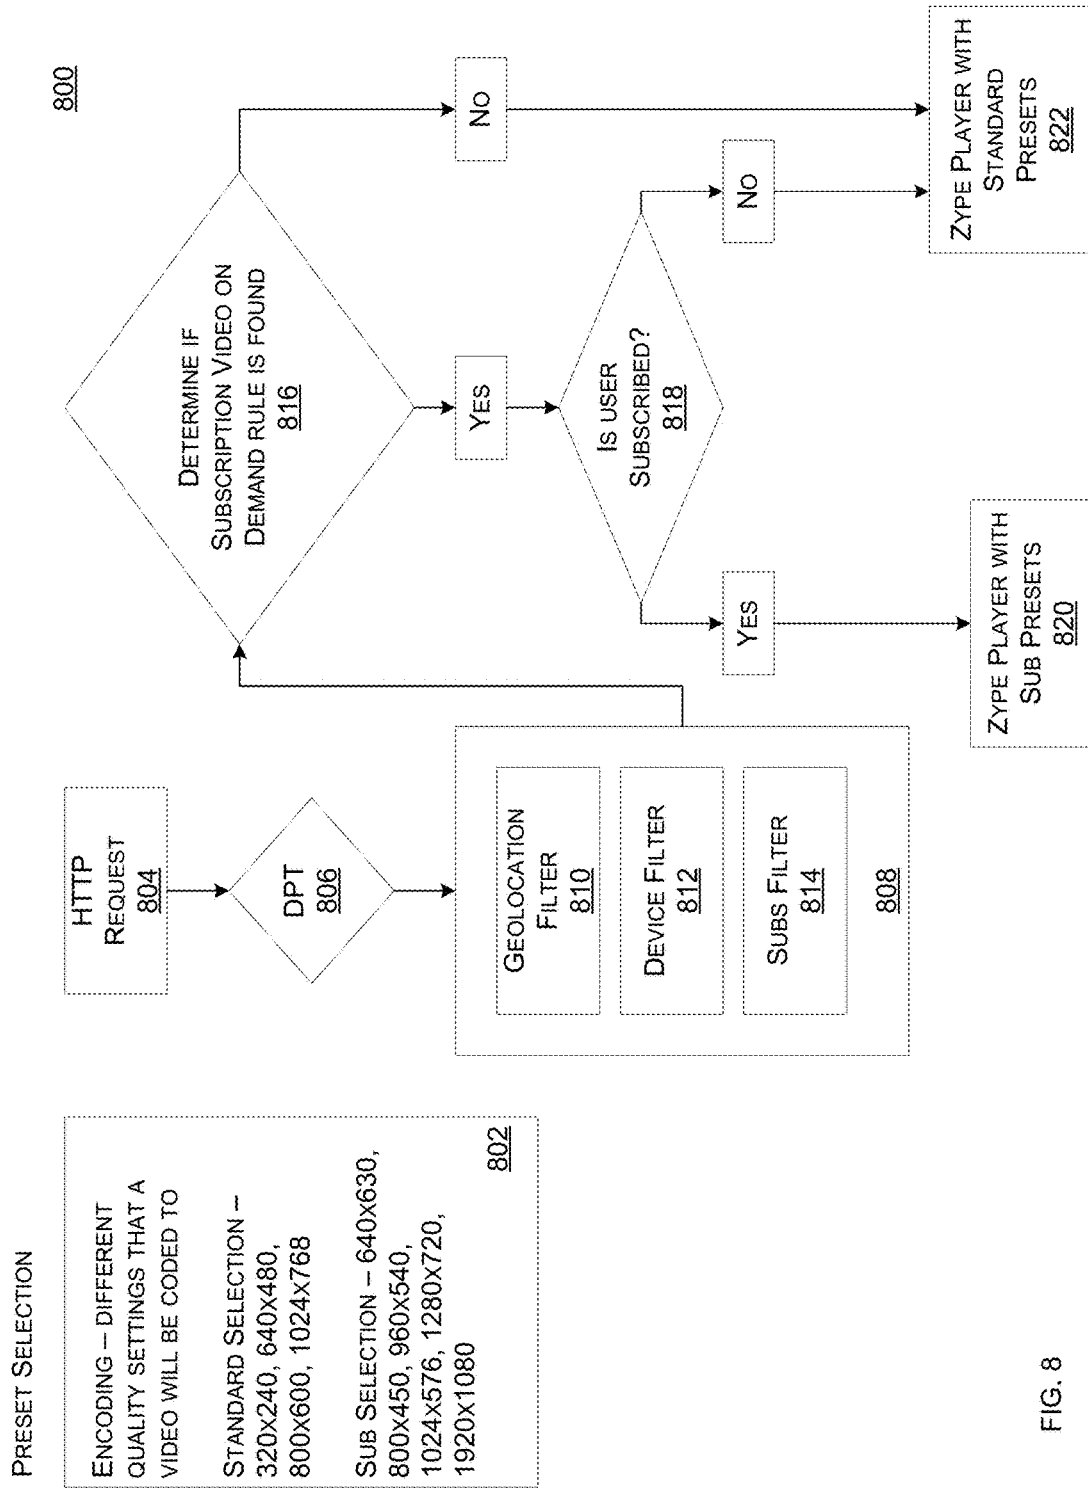 PRESET SELECTION
800
ENCODING – DIFFERENT
QUALITY SETTINGS THAT A
VIDEO WILL BE CODED TO
STANDARD SELECTION –
320X240, 640X480,
800X600, 1024X768
SUB SELECTION – 640X630,
800X450, 960X540,
1024X576, 1280X720,
1920X1080
802
HTTP
REQUEST
804
DPT
806
GEOLOCATION
FILTER
810
DEVICE FILTER
812
SUBS FILTER
814
808
DETERMINE IF
SUBSCRIPTION VIDEO ON
DEMAND RULE IS FOUND
816
YES
NO
IS USER
SUBSCRIBED?
818
YES
NO
ZYPE PLAYER WITH
SUB PRESETS
820
ZYPE PLAYER WITH
STANDARD
PRESETS
822
FIG. 8